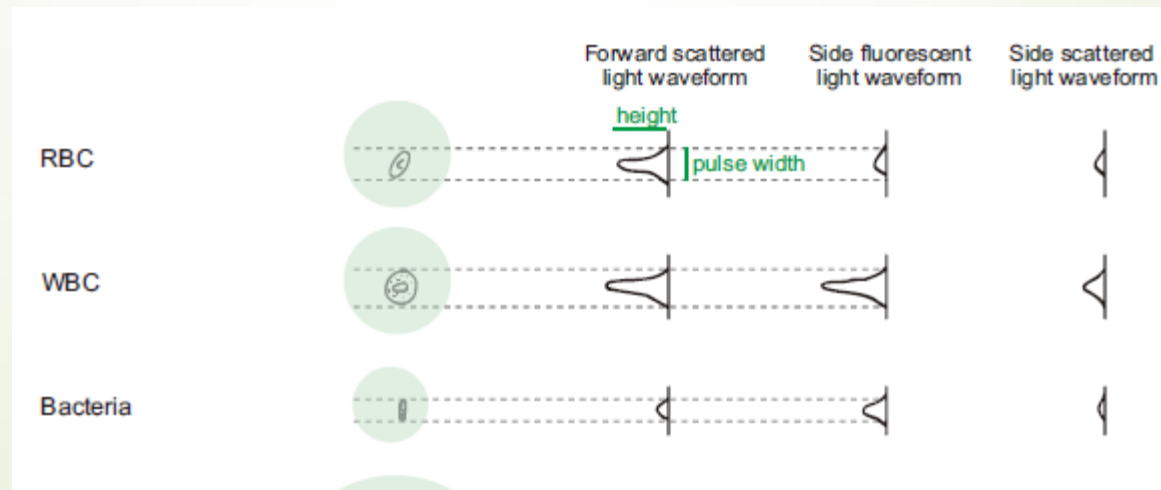 Forward scattered
light waveform
Side fluorescent
light waveform
Side scattered
light waveform
height
RBC
pulse width
WBC
Bacteria